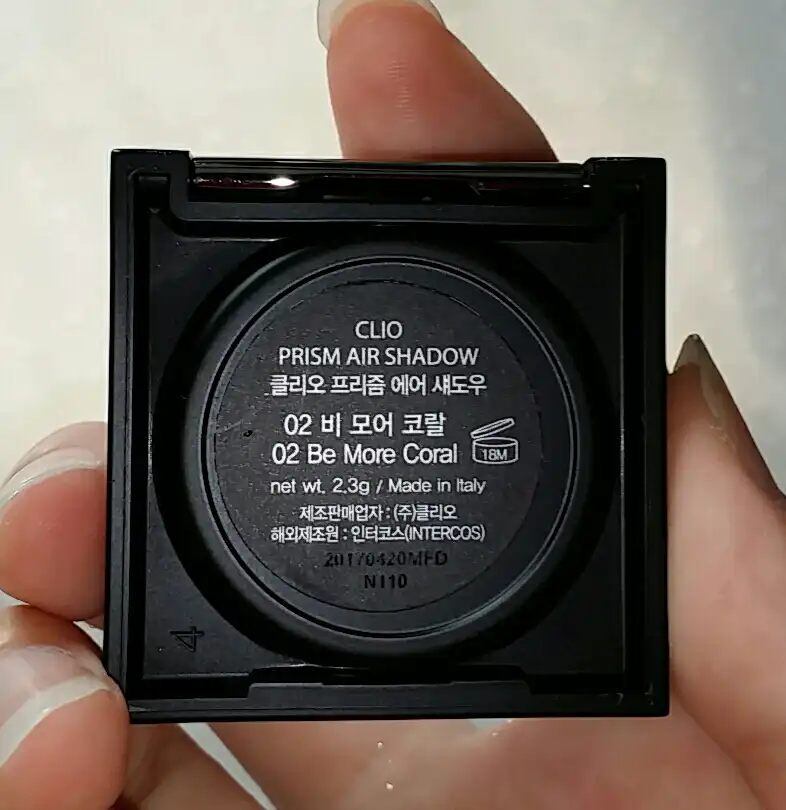 CLIO
PRISM AIR SHADOW
클리오 프리즘 에어 섀도우
02 비 모어 코랄
02 Be More Coral
18M
net wt. 2.3g / Made in Italy
제조판매업자 : (주)클리오
해외제조원 : 인터코스(INTERCOS)
20170420MFD
N110
4